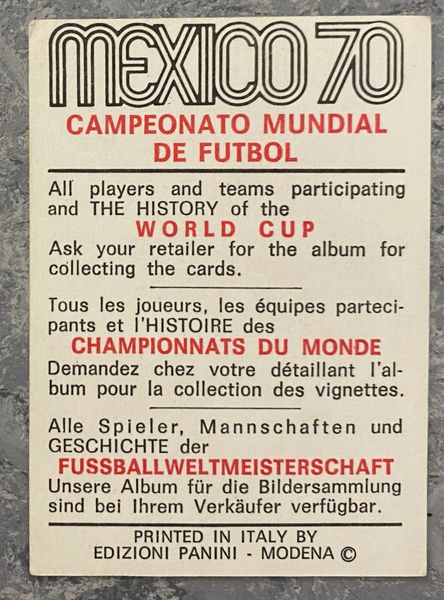 MEXICO 70
CAMPEONATO MUNDIAL
DE FUTBOL
All players and teams participating
and THE HISTORY of the
WORLD CUP
Ask your retailer for the album for
collecting the cards.
Tous les joueurs, les équipes parteci-
pants et l'HISTOIRE des
CHAMPIONNATS DU MONDE
Demandez chez votre détaillant l'al-
bum pour la collection des vignettes.
Alle Spieler, Mannschaften und
GESCHICHTE der
FUSSBALLWELTMEISTERSCHAFT
Unsere Album für die Bildersammlung
sind bei Ihrem Verkäufer verfügbar.
PRINTED IN ITALY BY
EDIZIONI PANINI - MODENA ©